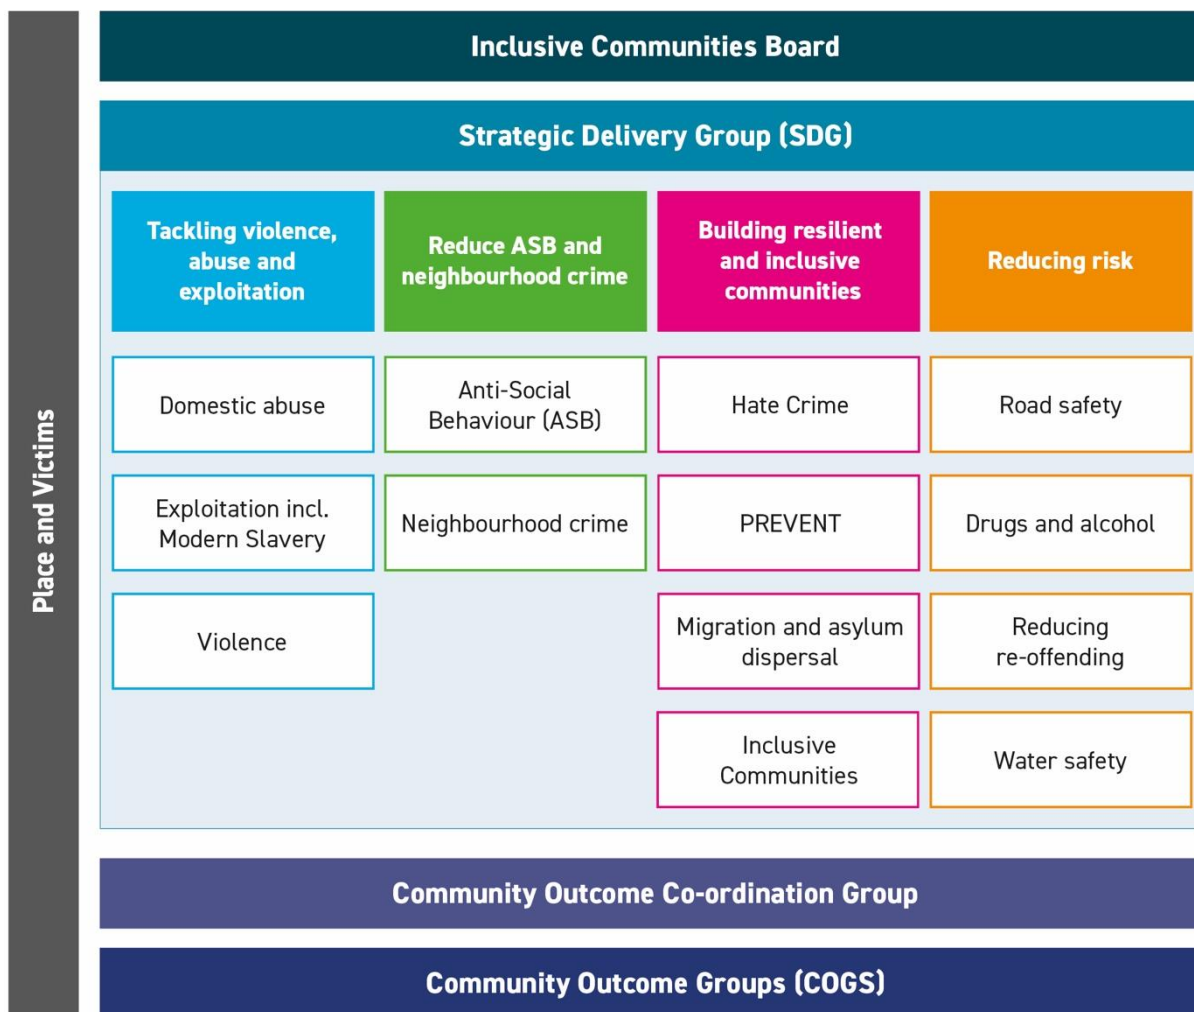 Place and Victims
Inclusive Communities Board
Strategic Delivery Group (SDG)
Tackling violence,
abuse and
exploitation
Domestic abuse
Exploitation incl.
Modern Slavery
Violence
Reduce ASB and
neighbourhood crime
Anti-Social
Behaviour (ASB)
Neighbourhood crime
Building resilient
and inclusive
communities
Hate Crime
PREVENT
Migration and asylum
dispersal
Inclusive
Communities
Reducing risk
Road safety
Drugs and alcohol
Reducing
re-offending
Water safety
Community Outcome Co-ordination Group
Community Outcome Groups (COGS)